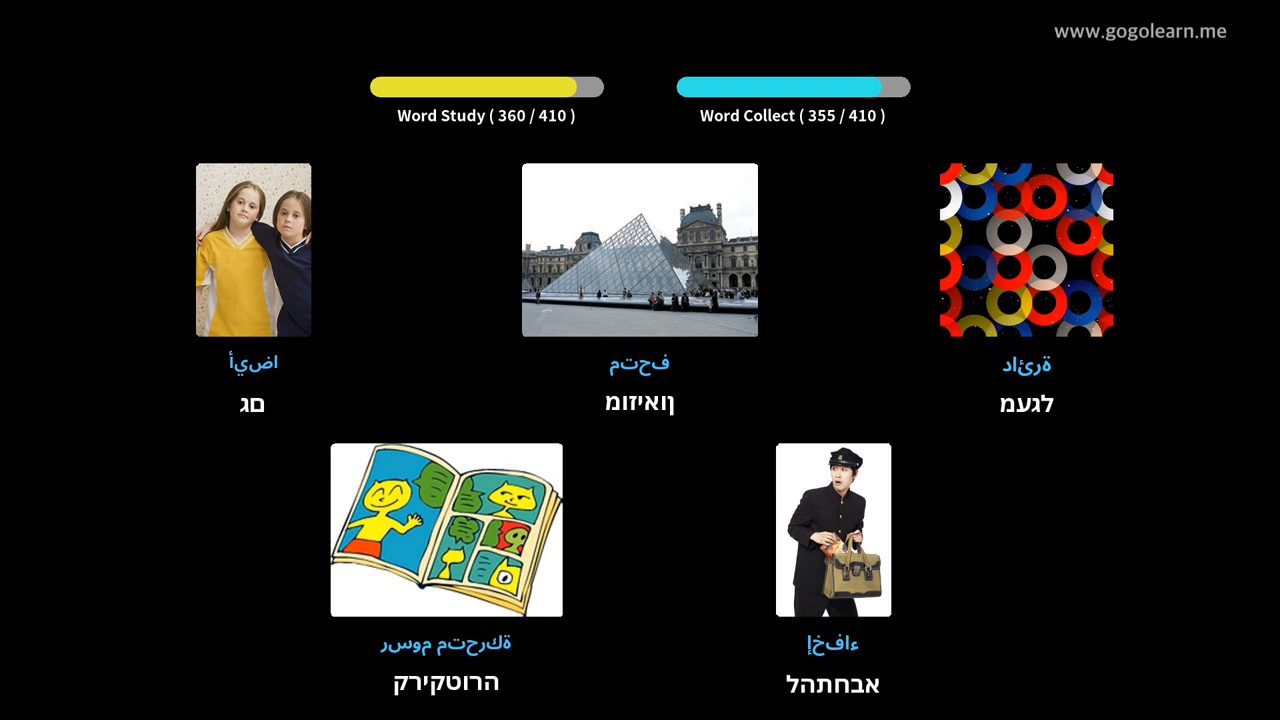 www.gogolearn.me
Word Study ( 360 / 410 )
Word Collect ( 355 / 410 )
اضيأ
םג
فحتم
ןואיזומ
ةرئاد
לגעמ
ةكرحتم موسر
הרוטקירק
ءافخإ
אבחתהל